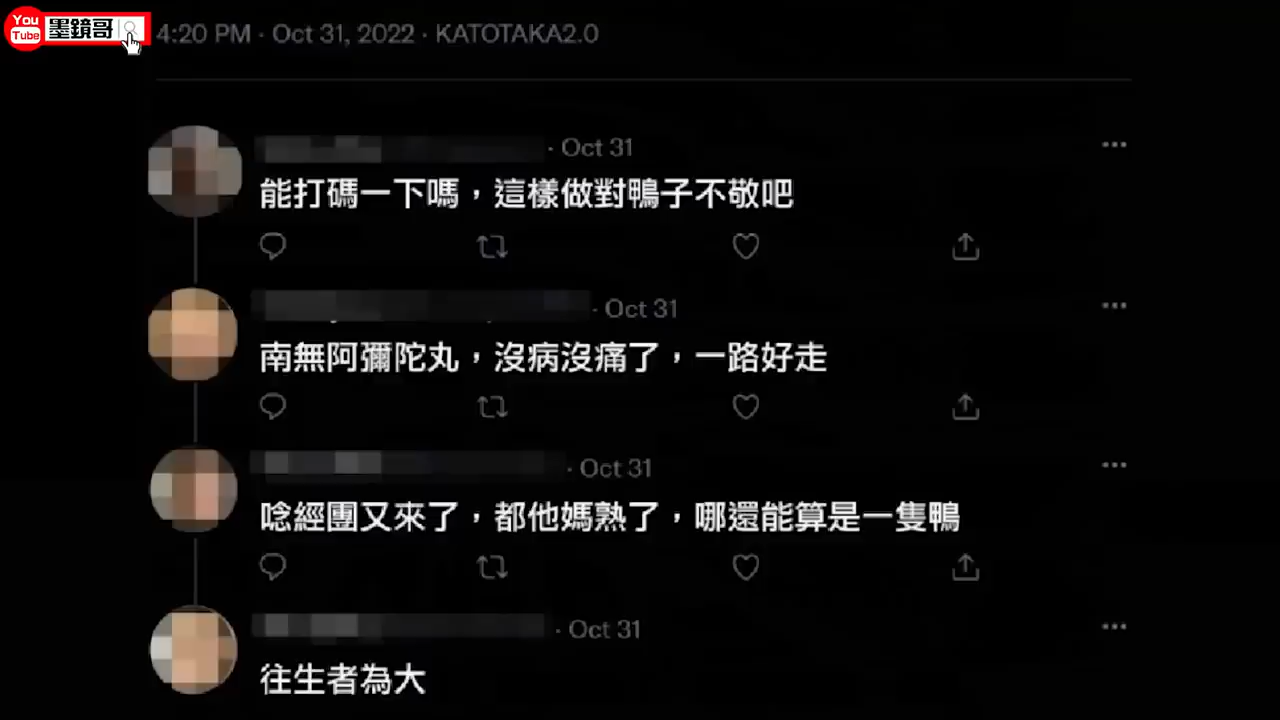 You Tube 墨鏡哥
4:20 PM · Oct 31, 2022 · KATOTAKA2.0
· Oct 31
能打碼一下嗎，這樣做對鴨子不敬吧
· Oct 31
南無阿彌陀丸，沒病沒痛了，一路好走
· Oct 31
唸經團又來了，都他媽熟了，哪還能算是一隻鴨
· Oct 31
往生者為大